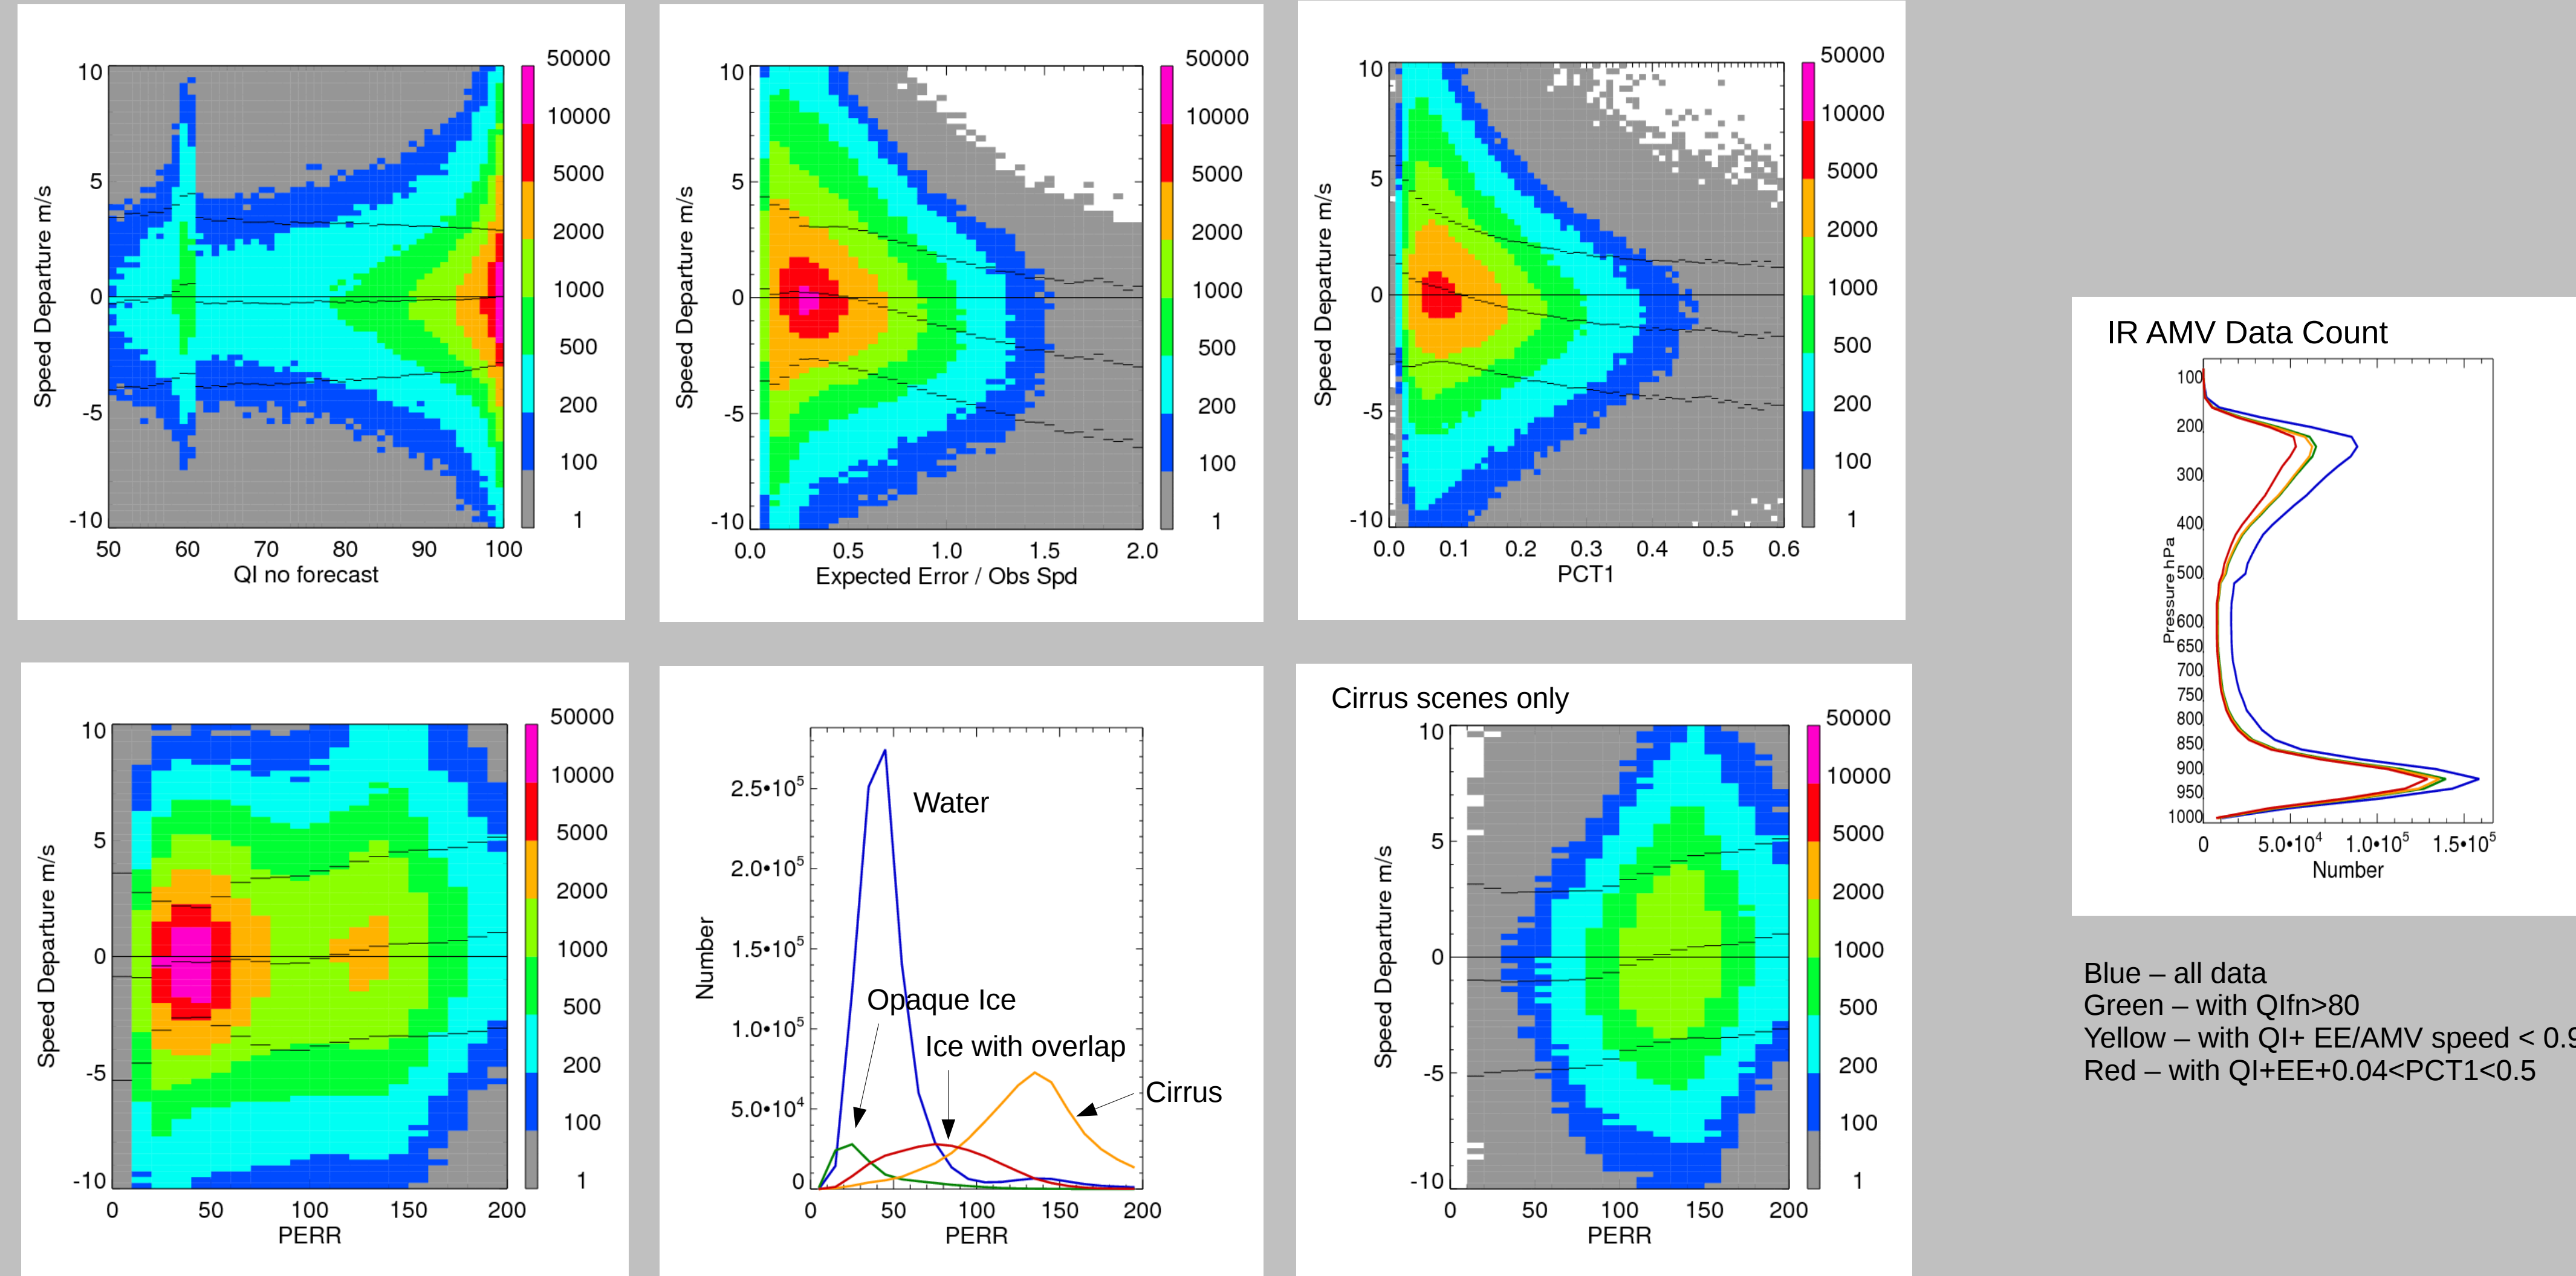 50000
10000
5000
2000
1000
500
200
100
1
10
5
0
-5
-10
Speed Departure m/s
50 60 70 80 90 100
QI no forecast
50000
10000
5000
2000
1000
500
200
100
1
10
5
0
-5
-10
Speed Departure m/s
0.0 0.5 1.0 1.5 2.0
Expected Error / Obs Spd
50000
10000
5000
2000
1000
500
200
100
1
10
5
0
-5
-10
Speed Departure m/s
0.0 0.1 0.2 0.3 0.4 0.5 0.6
PCT1
50000
10000
5000
2000
1000
500
200
100
1
10
5
0
-5
-10
Speed Departure m/s
0 50 100 150 200
PERR
2.5•10⁵
2.0•10⁵
1.5•10⁵
1.0•10⁵
5.0•10⁴
0
Number
Water
Opaque Ice
Ice with overlap
Cirrus
0 50 100 150 200
PERR
Cirrus scenes only
50000
10000
5000
2000
1000
500
200
100
1
10
5
0
-5
-10
Speed Departure m/s
0 50 100 150 200
PERR
IR AMV Data Count
100
200
300
400
500
600
650
700
750
800
850
900
950
1000
Pressure hPa
0 5.0•10⁴ 1.0•10⁵ 1.5•10⁵
Number
Blue – all data
Green – with QIfn>80
Yellow – with QI+ EE/AMV speed < 0.9
Red – with QI+EE+0.04<PCT1<0.5